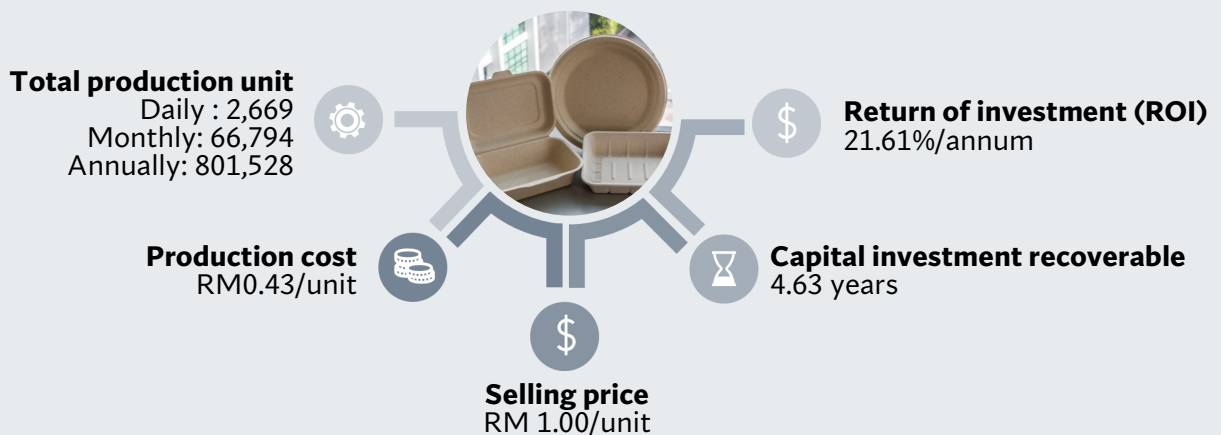 Total production unit
Daily : 2,669
Monthly: 66,794
Annually: 801,528
Production cost
RM0.43/unit
Selling price
RM 1.00/unit
Capital investment recoverable
4.63 years
Return of investment (ROI)
21.61%/annum